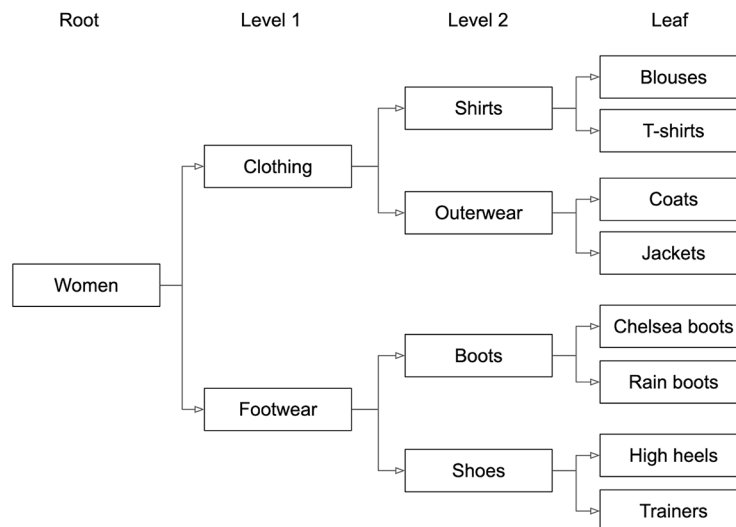 Root
Level 1
Level 2
Leaf
Women
Clothing
Footwear
Shirts
Outerwear
Boots
Shoes
Blouses
T-shirts
Coats
Jackets
Chelsea boots
Rain boots
High heels
Trainers